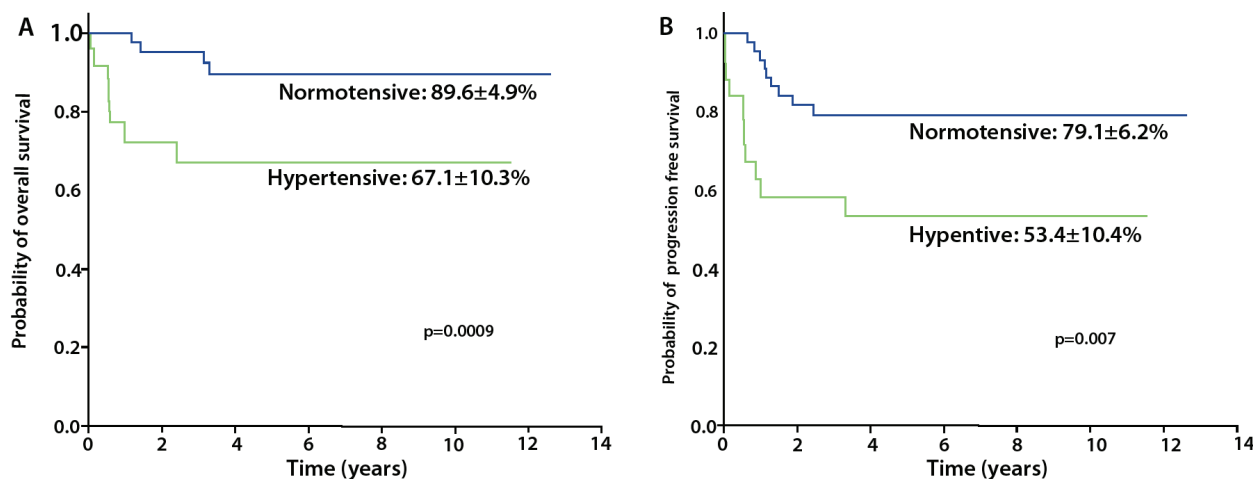 A
Probability of overall survival
1.0
0.8
0.6
0.4
0.2
0.0
Normotensive: 89.6±4.9%
Hypertensive: 67.1±10.3%
p=0.0009
0 2 4 6 8 10 12 14
Time (years)
B
Probability of progression free survival
1.0
0.8
0.6
0.4
0.2
0.0
Normotensive: 79.1±6.2%
Hypentive: 53.4±10.4%
p=0.007
0 2 4 6 8 10 12 14
Time (years)